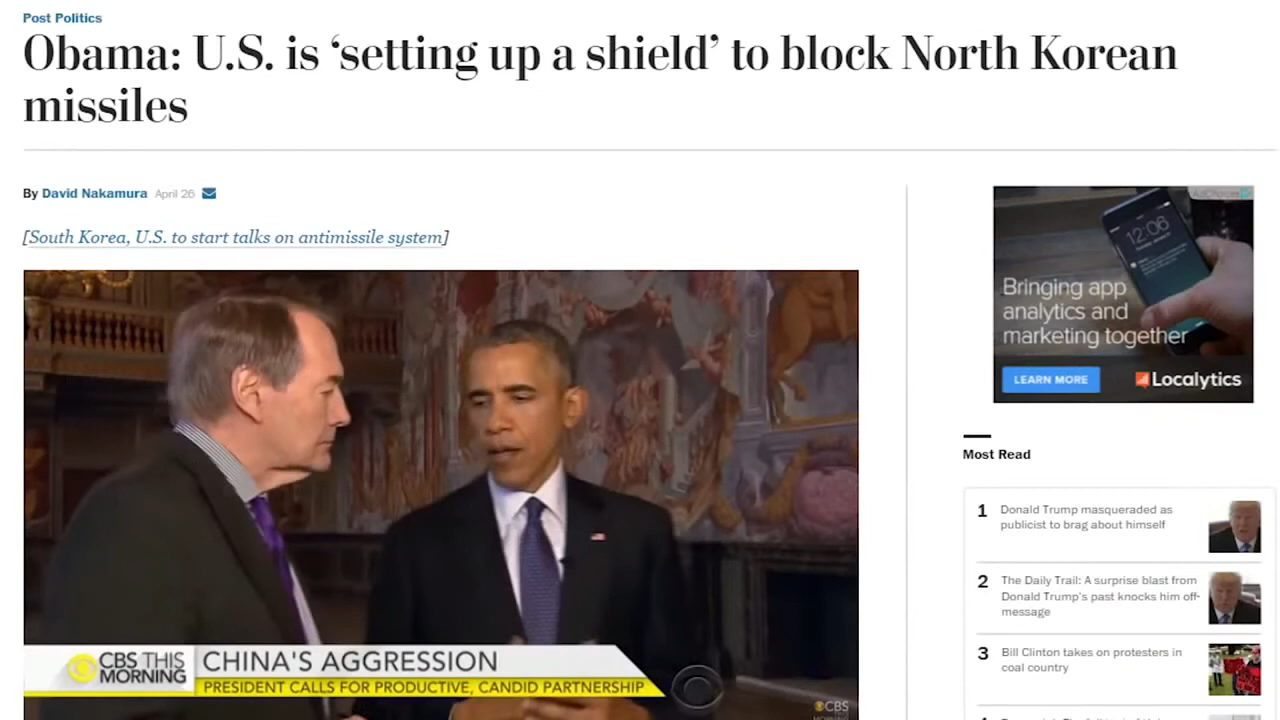 Post Politics
Obama: U.S. is ‘setting up a shield’ to block North Korean
missiles
By David Nakamura April 26
[South Korea, U.S. to start talks on antimissile system]
CBS THIS
MORNING
CHINA'S AGGRESSION
PRESIDENT CALLS FOR PRODUCTIVE, CANDID PARTNERSHIP
CBS
AdChoices
12:06
Bringing app
analytics and
marketing together
LEARN MORE
Localytics
Most Read
1
Donald Trump masqueraded as
publicist to brag about himself
2
The Daily Trail: A surprise blast from
Donald Trump's past knocks him off-
message
3
Bill Clinton takes on protesters in
coal country